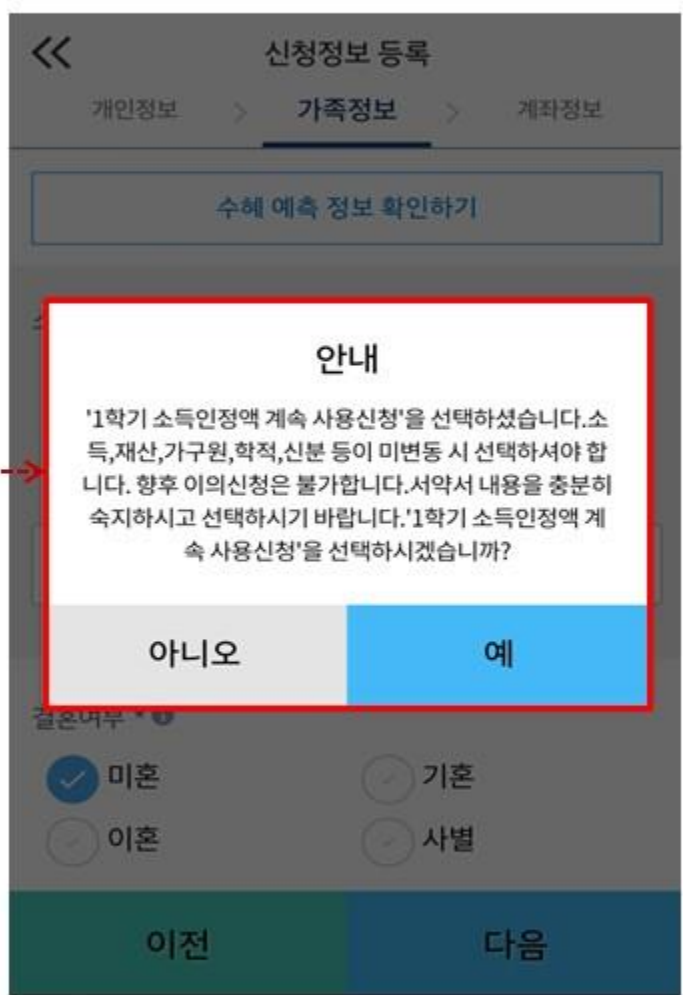 신청정보 등록
개인정보 > 가족정보 > 계좌정보
수혜 예측 정보 확인하기
안내
'1학기 소득인정액 계속 사용신청'을 선택하셨습니다.소
득,재산,가구원,학적,신분 등이 미변동 시 선택하셔야 합
니다. 향후 이의신청은 불가합니다.서약서 내용을 충분히
숙지하시고 선택하시기 바랍니다.'1학기 소득인정액 계
속 사용신청'을 선택하시겠습니까?
아니오 예
결혼여부 *
미혼 기혼
이혼 사별
이전 다음